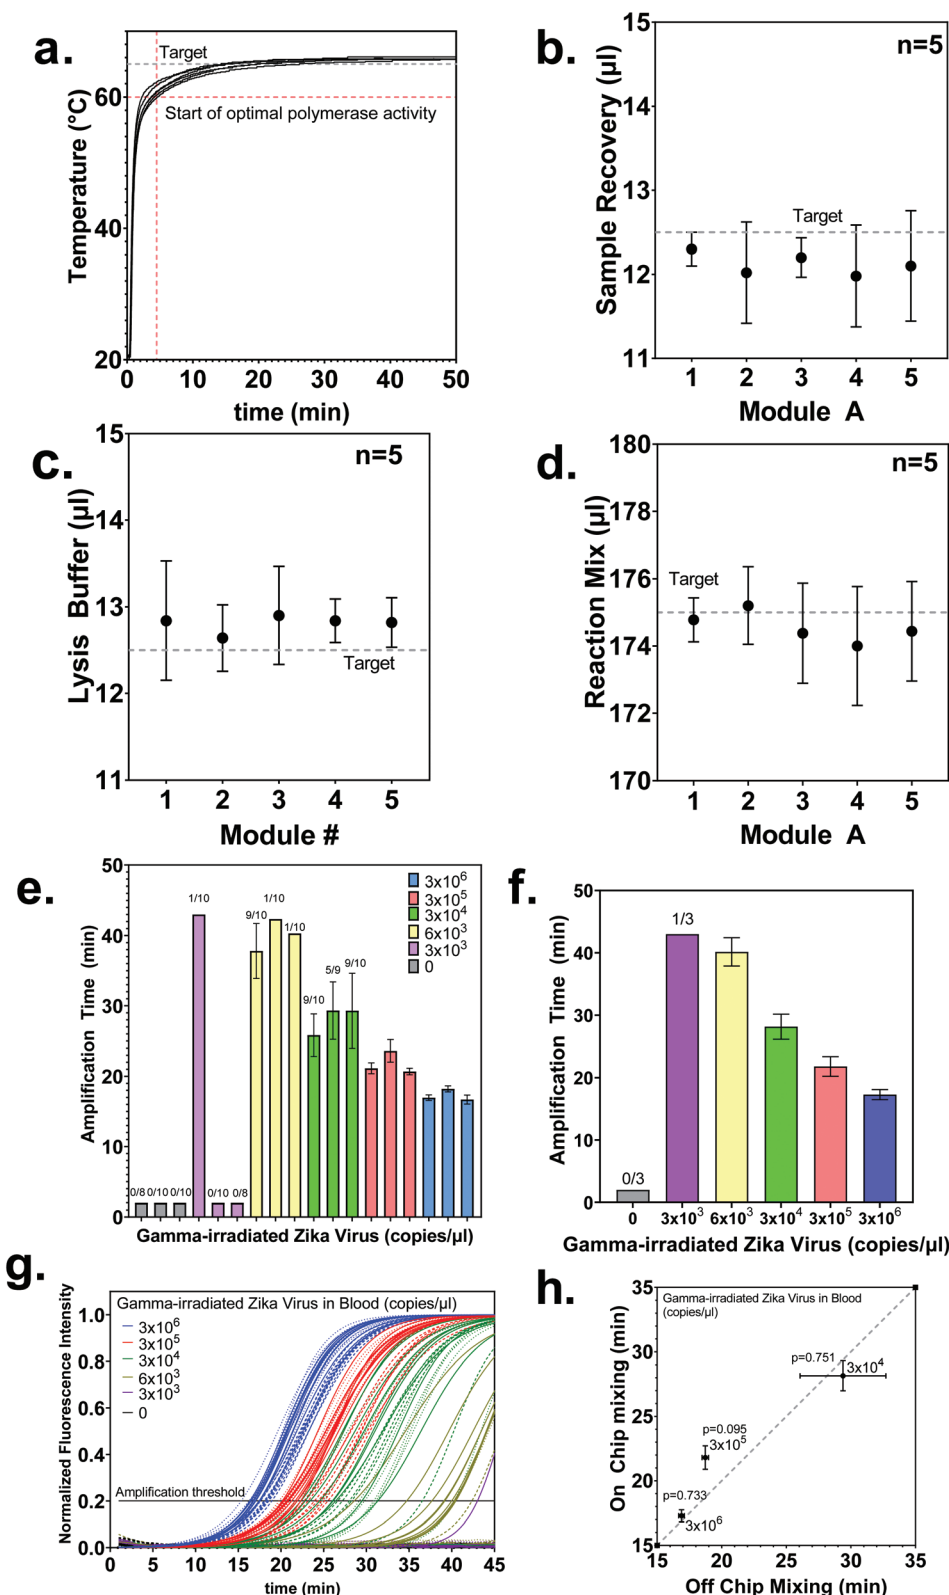 a.
Target
Start of optimal polymerase activity
Temperature (°C)
60
40
20
0 10 20 30 40 50
time (min)
b.
n=5
Target
Sample Recovery (µl)
15
14
13
12
11
1 2 3 4 5
Module A
c.
n=5
Target
Lysis Buffer (µl)
15
14
13
12
11
1 2 3 4 5
Module #
d.
n=5
Target
Reaction Mix (µl)
180
178
176
174
172
170
1 2 3 4 5
Module A
e.
Amplification Time (min)
50
40
30
20
10
0
0/8 0/10 0/10 1/10 0/10 0/8 9/10 1/10 1/10 9/10 5/9 9/10
3x10⁶
3x10⁵
3x10⁴
6x10³
3x10³
0
Gamma-irradiated Zika Virus (copies/µl)
f.
Amplification Time (min)
50
40
30
20
10
0
0/3 1/3
0 3x10³ 6x10³ 3x10⁴ 3x10⁵ 3x10⁶
Gamma-irradiated Zika Virus (copies/µl)
g.
Normalized Fluorescence Intensity
1.0
0.8
0.6
0.4
0.2
0.0
Gamma-irradiated Zika Virus in Blood (copies/µl)
3x10⁶
3x10⁵
3x10⁴
6x10³
3x10³
0
Amplification threshold
0 5 10 15 20 25 30 35 40 45
time (min)
h.
On Chip mixing (min)
35
30
25
20
15
Gamma-irradiated Zika Virus in Blood
(copies/µl)
p=0.751
3x10⁴
p=0.095
3x10⁵
p=0.733
3x10⁶
15 20 25 30 35
Off Chip Mixing (min)